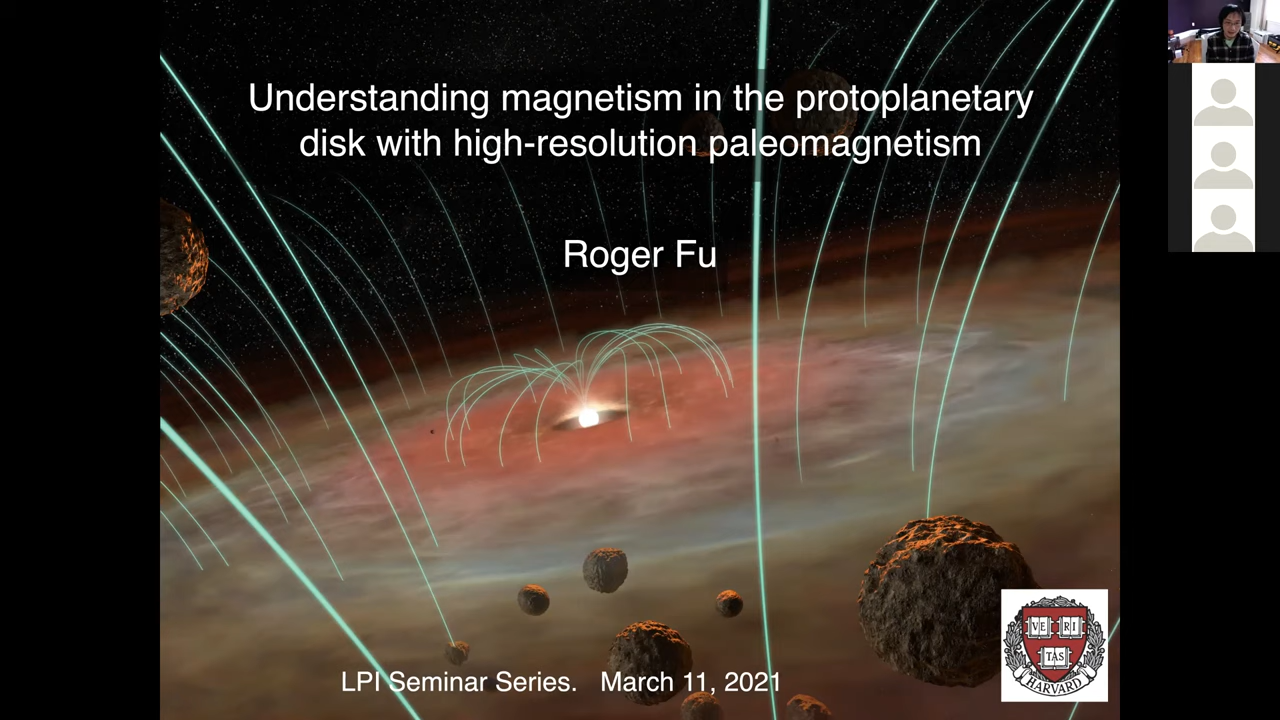 Understanding magnetism in the protoplanetary
disk with high-resolution paleomagnetism
Roger Fu
LPI Seminar Series. March 11, 2021
VE RI
TAS
HARVARD